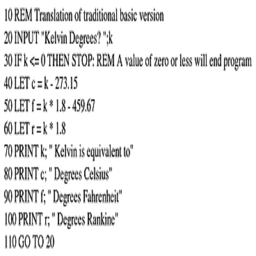 10 REM Translation of traditional basic version
20 INPUT "Kelvin Degrees? ";k
30 IF k <= 0 THEN STOP: REM A value of zero or less will end program
40 LET c = k - 273.15
50 LET f = k * 1.8 - 459.67
60 LET r = k * 1.8
70 PRINT k; " Kelvin is equivalent to"
80 PRINT c; " Degrees Celsius"
90 PRINT f; " Degrees Fahrenheit"
100 PRINT r; " Degrees Rankine"
110 GO TO 20